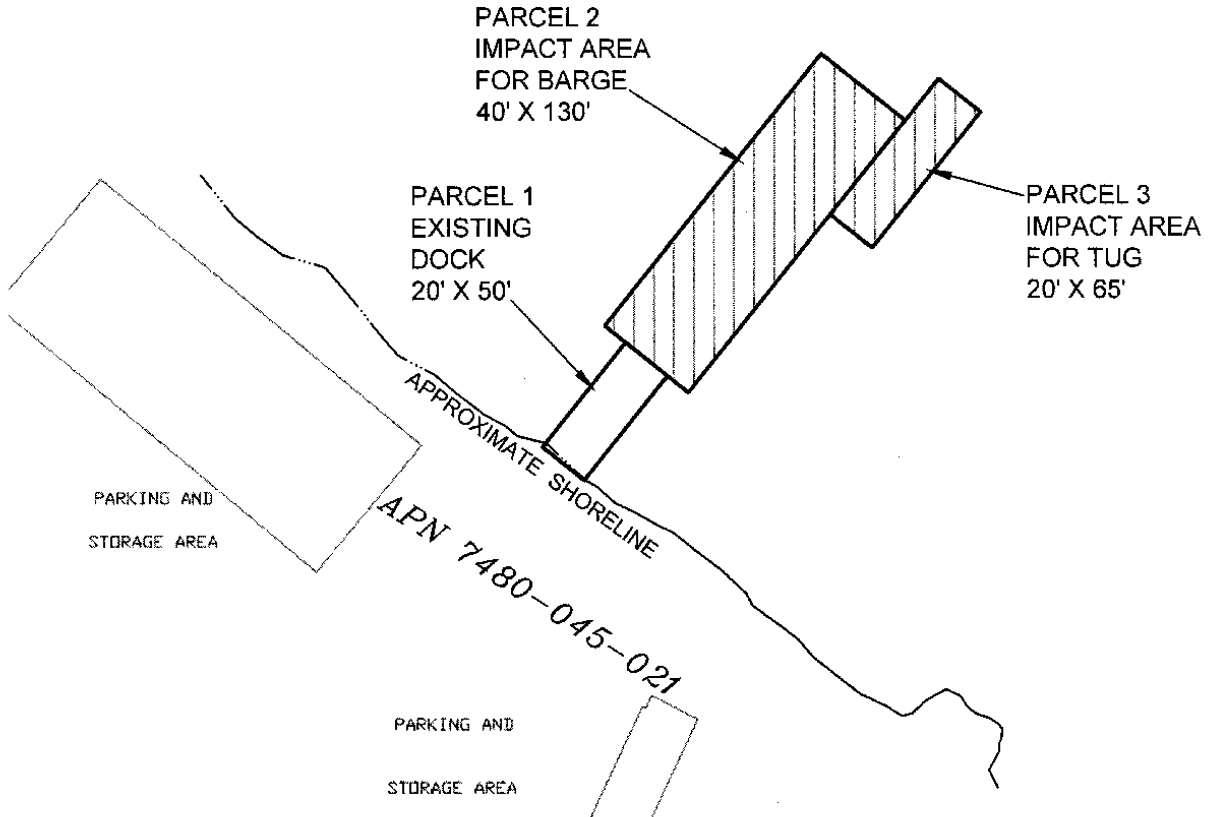 PARCEL 2
IMPACT AREA
FOR BARGE
40' X 130'
PARCEL 1
EXISTING
DOCK
20' X 50'
PARCEL 3
IMPACT AREA
FOR TUG
20' X 65'
APPROXIMATE SHORELINE
PARKING AND
STORAGE AREA
APN 7480-045-021
PARKING AND
STORAGE AREA